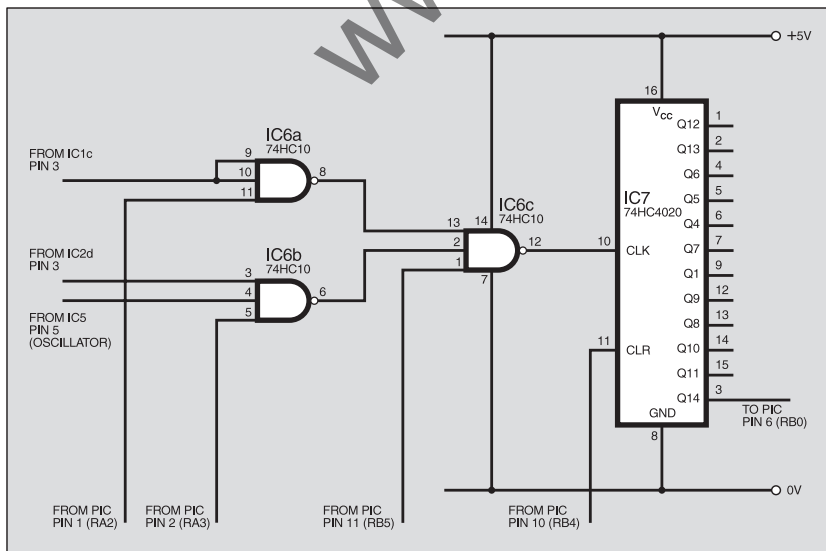 WW
+5V
16
VCC
Q12 1
Q13 2
Q6 4
Q5 5
Q4 6
Q7 7
Q1 9
Q9 12
Q8 13
Q10 14
Q11 15
Q14 3
IC7
74HC4020
10 CLK
11 CLR
GND
8
TO PIC
PIN 6 (RB0)
IC6a
74HC10
FROM IC1c
PIN 3
9
10
11
8
IC6c
74HC10
13
14
2
12
1
7
FROM IC2d
PIN 3
IC6b
74HC10
3
4
5
6
FROM IC5
PIN 5
(OSCILLATOR)
0V
FROM PIC
PIN 1 (RA2)
FROM PIC
PIN 2 (RA3)
FROM PIC
PIN 11 (RB5)
FROM PIC
PIN 10 (RB4)